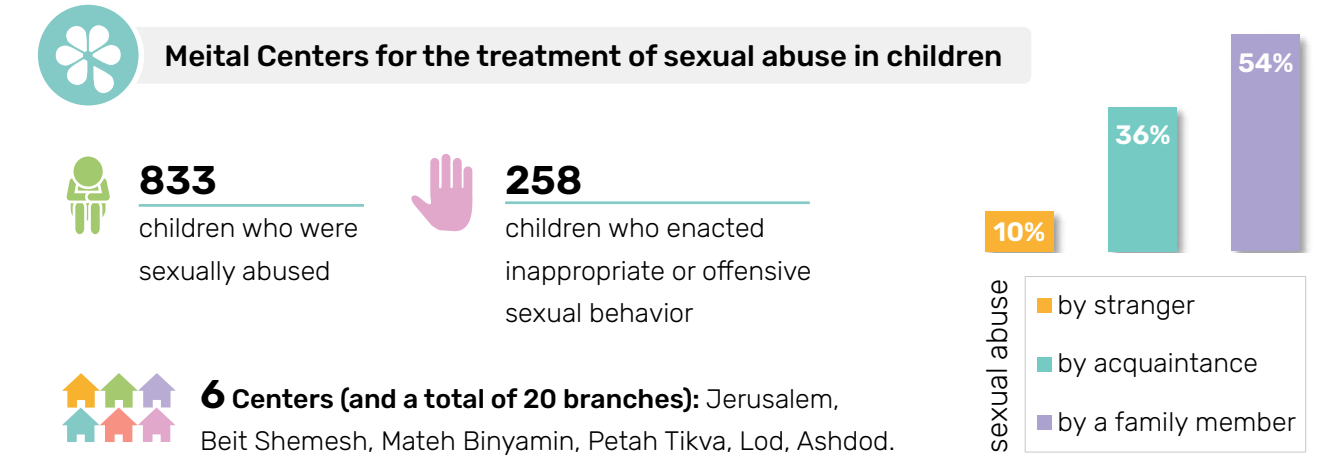 Meital Centers for the treatment of sexual abuse in children
833
children who were
sexually abused
258
children who enacted
inappropriate or offensive
sexual behavior
6 Centers (and a total of 20 branches): Jerusalem,
Beit Shemesh, Mateh Binyamin, Petah Tikva, Lod, Ashdod.
10%
36%
54%
sexual abuse
by stranger
by acquaintance
by a family member